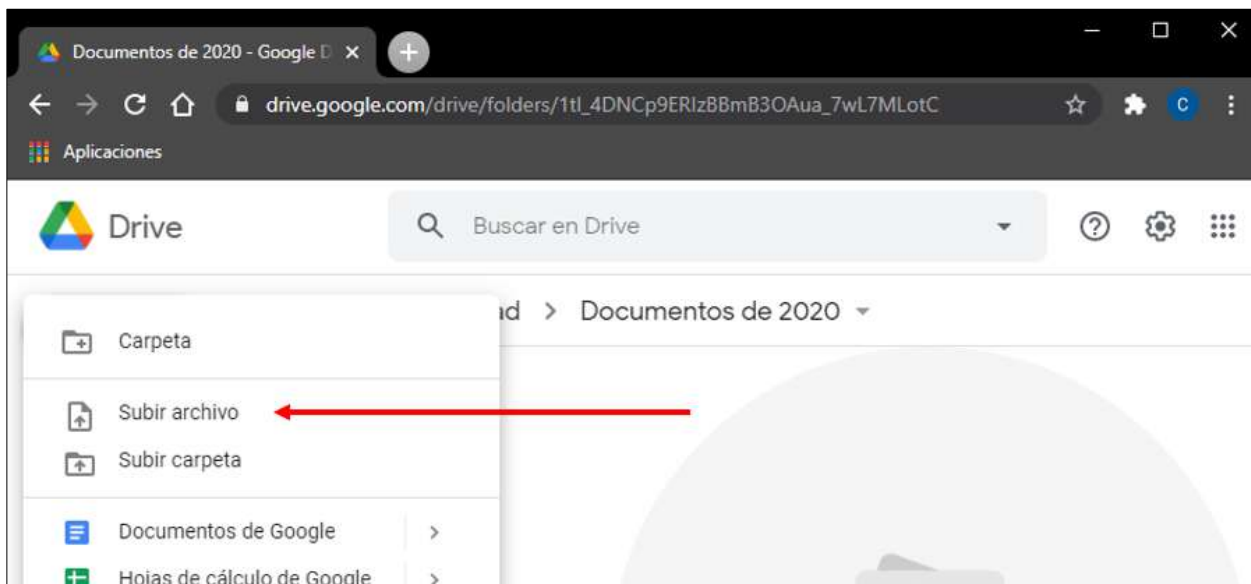 Documentos de 2020 - Google D
drive.google.com/drive/folders/1tl_4DNCp9ERIzBBmB3OAua_7wL7MLotC
C
Aplicaciones
Drive
Buscar en Drive
ad > Documentos de 2020
Carpeta
Subir archivo
Subir carpeta
Documentos de Google
Hojas de cálculo de Google